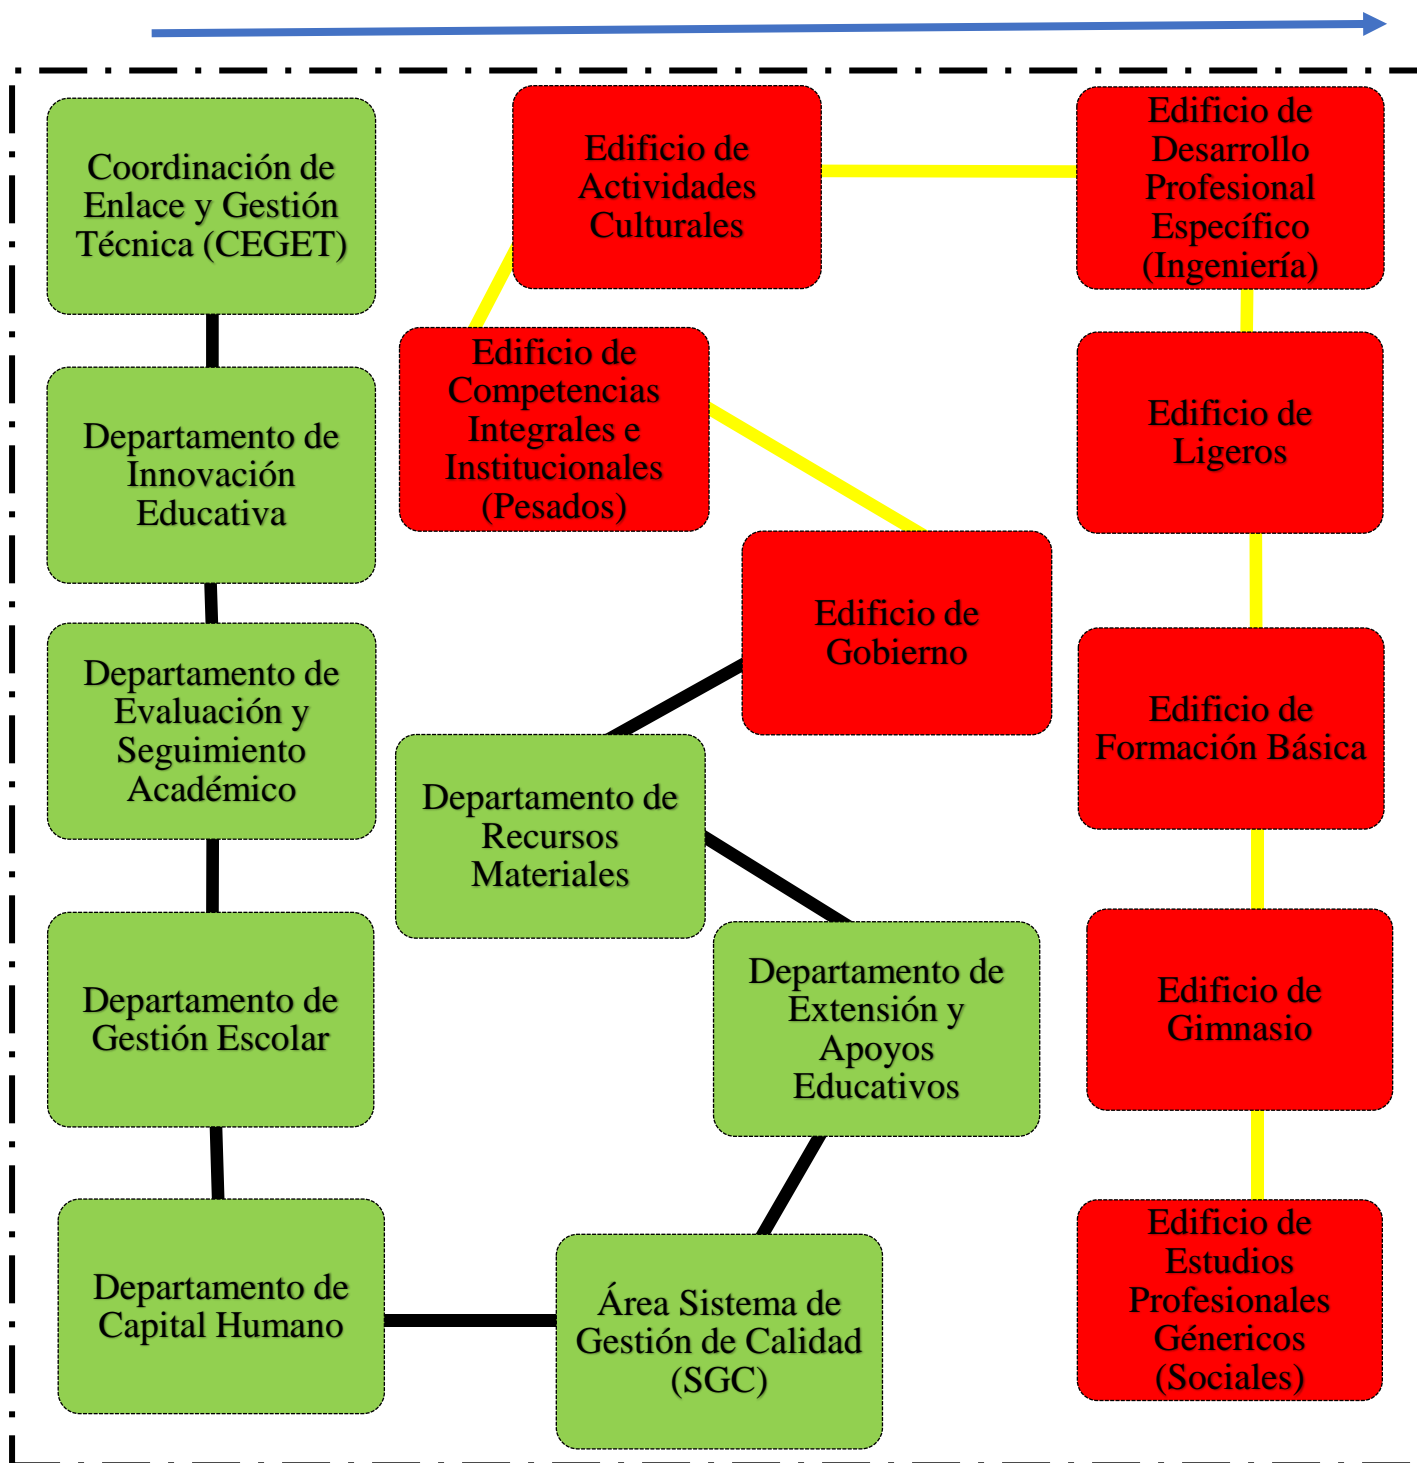 Coordinación de
Enlace y Gestión
Técnica (CEGET)
Departamento de
Innovación
Educativa
Departamento de
Evaluación y
Seguimiento
Académico
Departamento de
Gestión Escolar
Departamento de
Capital Humano
Área Sistema de
Gestión de Calidad
(SGC)
Departamento de
Extensión y
Apoyos
Educativos
Departamento de
Recursos
Materiales
Edificio de
Gobierno
Edificio de
Competencias
Integrales e
Institucionales
(Pesados)
Edificio de
Actividades
Culturales
Edificio de
Desarrollo
Profesional
Específico
(Ingeniería)
Edificio de
Ligeros
Edificio de
Formación Básica
Edificio de
Gimnasio
Edificio de
Estudios
Profesionales
Génericos
(Sociales)